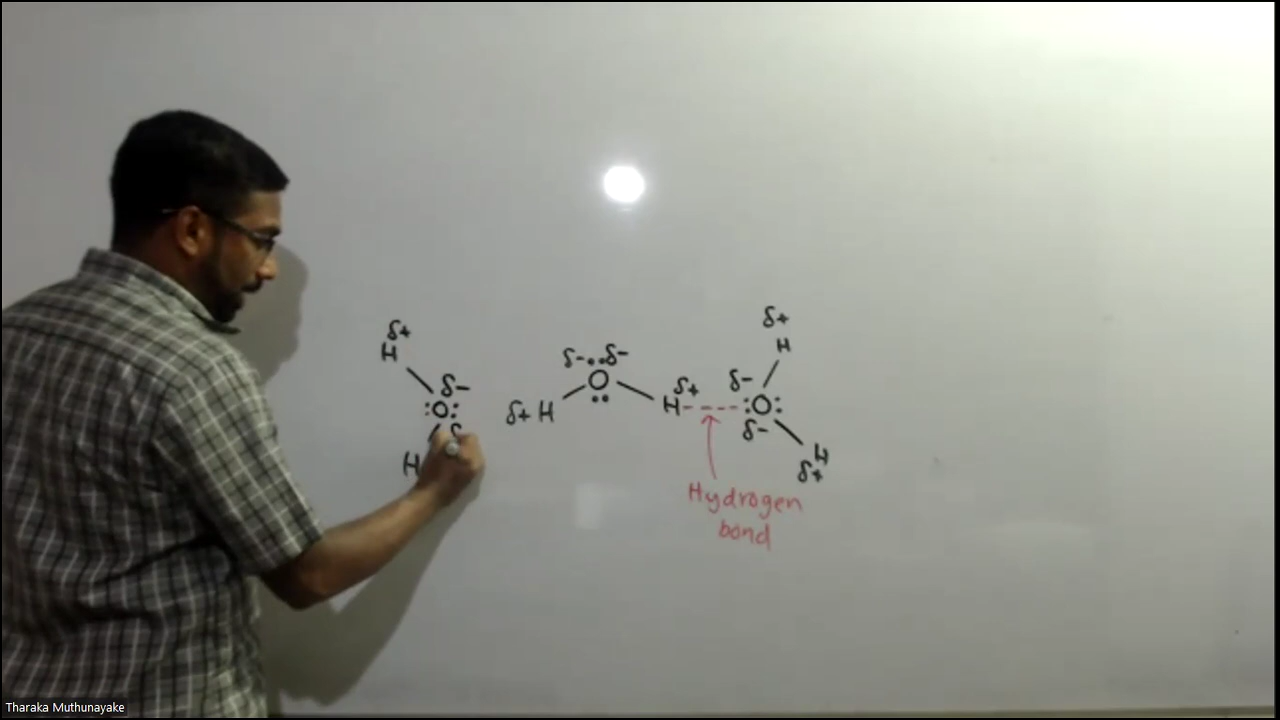 δ+
H
δ-
:O:
δ
H
δ- •• δ-
O
••
δ+ H
δ+
H
δ+
H
δ-
:O:
δ-
H
δ+
Hydrogen
bond
Tharaka Muthunayake